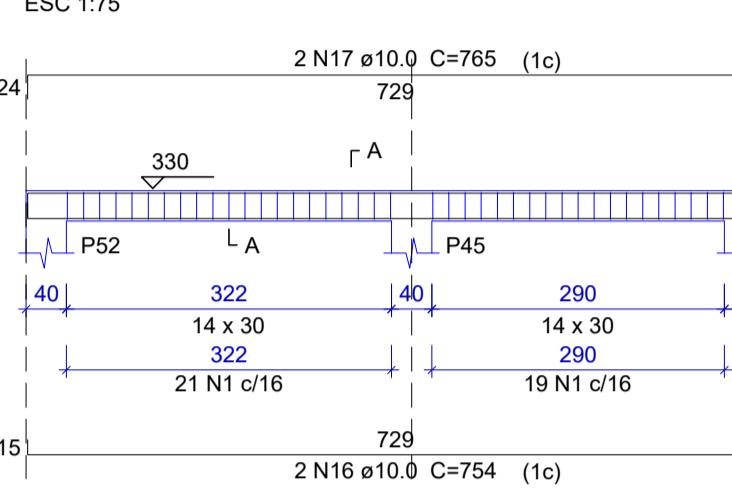 ESC 1:75
2 N17 ø10.0 C=765 (1c)
24
729
A
330
P52
A
P45
40 322 40 290
14 x 30 14 x 30
322 290
21 N1 c/16 19 N1 c/16
729
15
2 N16 ø10.0 C=754 (1c)